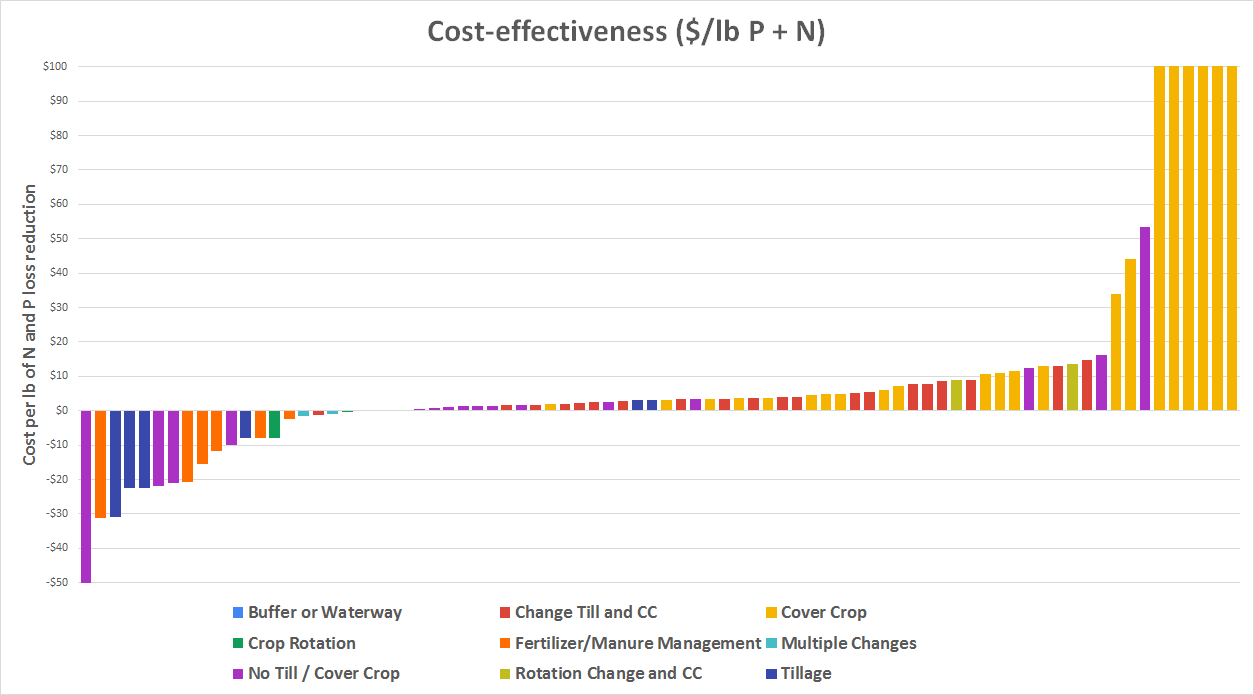 Cost-effectiveness ($/lb P + N)
Cost per lb of N and P loss reduction
$100
$90
$80
$70
$60
$50
$40
$30
$20
$10
$0
-$10
-$20
-$30
-$40
-$50
Buffer or Waterway
Change Till and CC
Cover Crop
Crop Rotation
Fertilizer/Manure Management
Multiple Changes
No Till / Cover Crop
Rotation Change and CC
Tillage